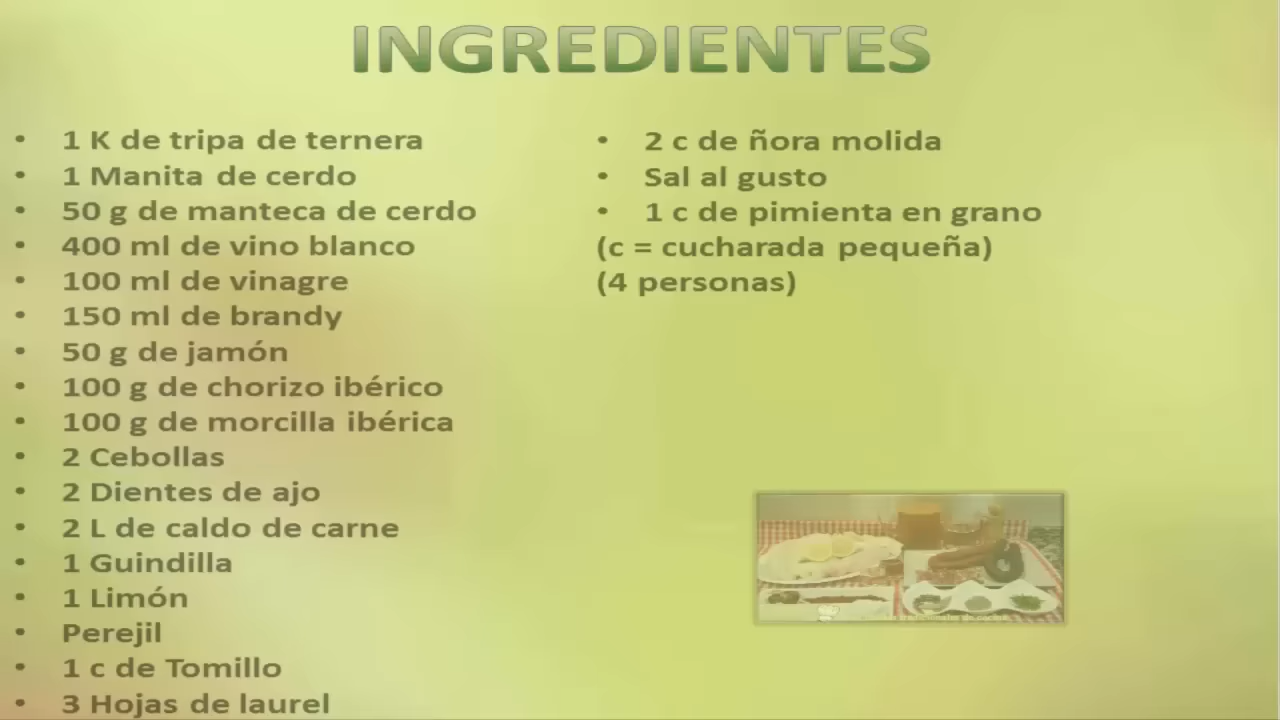 INGREDIENTES
• 1 K de tripa de ternera
• 1 Manita de cerdo
• 50 g de manteca de cerdo
• 400 ml de vino blanco
• 100 ml de vinagre
• 150 ml de brandy
• 50 g de jamón
• 100 g de chorizo ibérico
• 100 g de morcilla ibérica
• 2 Cebollas
• 2 Dientes de ajo
• 2 L de caldo de carne
• 1 Guindilla
• 1 Limón
• Perejil
• 1 c de Tomillo
• 3 Hojas de laurel
• 2 c de ñora molida
• Sal al gusto
• 1 c de pimienta en grano
(c = cucharada pequeña)
(4 personas)